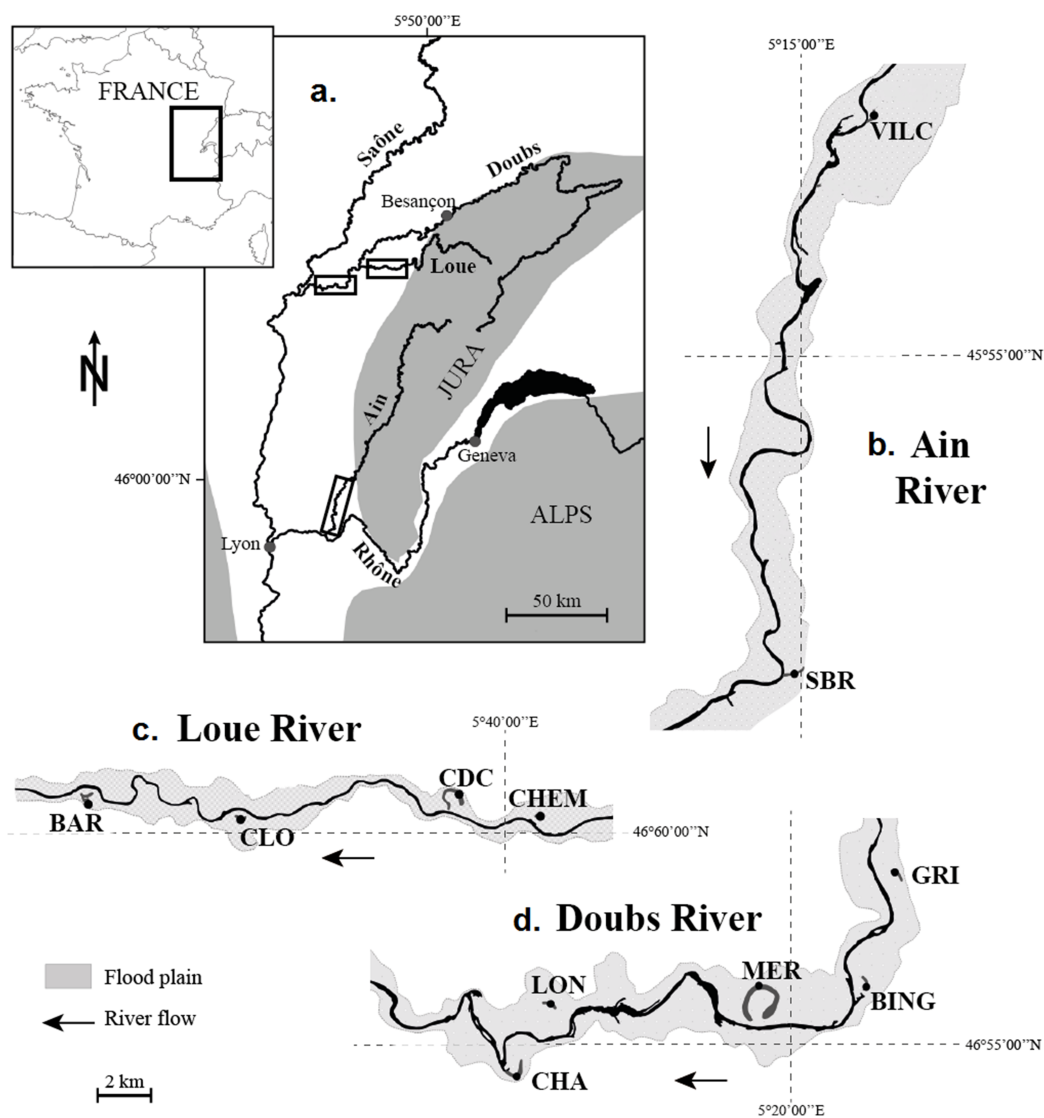 5°50'00''E
FRANCE
a.
Saône
Doubs
Besançon
Loue
JURA
Ain
Geneva
46°00'00''N
ALPS
Lyon
Rhône
50 km
N
5°15'00''E
VILC
45°55'00''N
b. Ain
River
SBR
c. Loue River
5°40'00''E
CDC
CHEM
BAR
CLO
46°60'00''N
d. Doubs River
GRI
MER
LON
BING
46°55'00''N
CHA
5°20'00''E
Flood plain
River flow
2 km